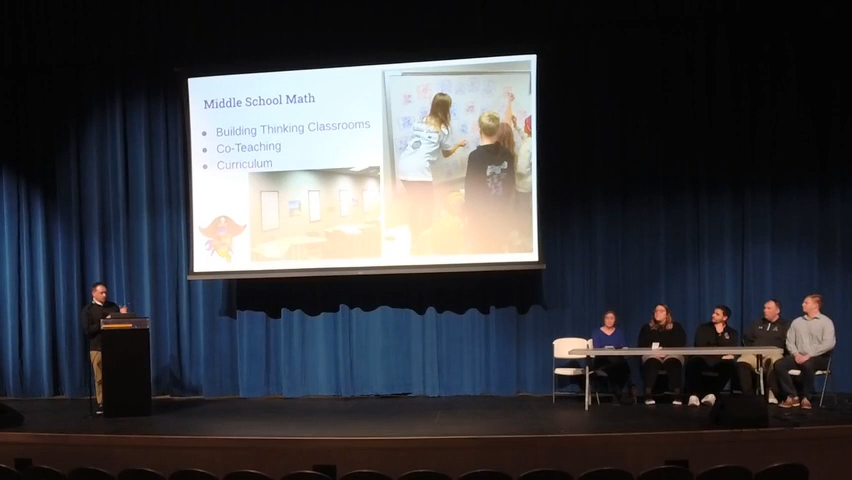 Middle School Math
● Building Thinking Classrooms
● Co-Teaching
● Curriculum